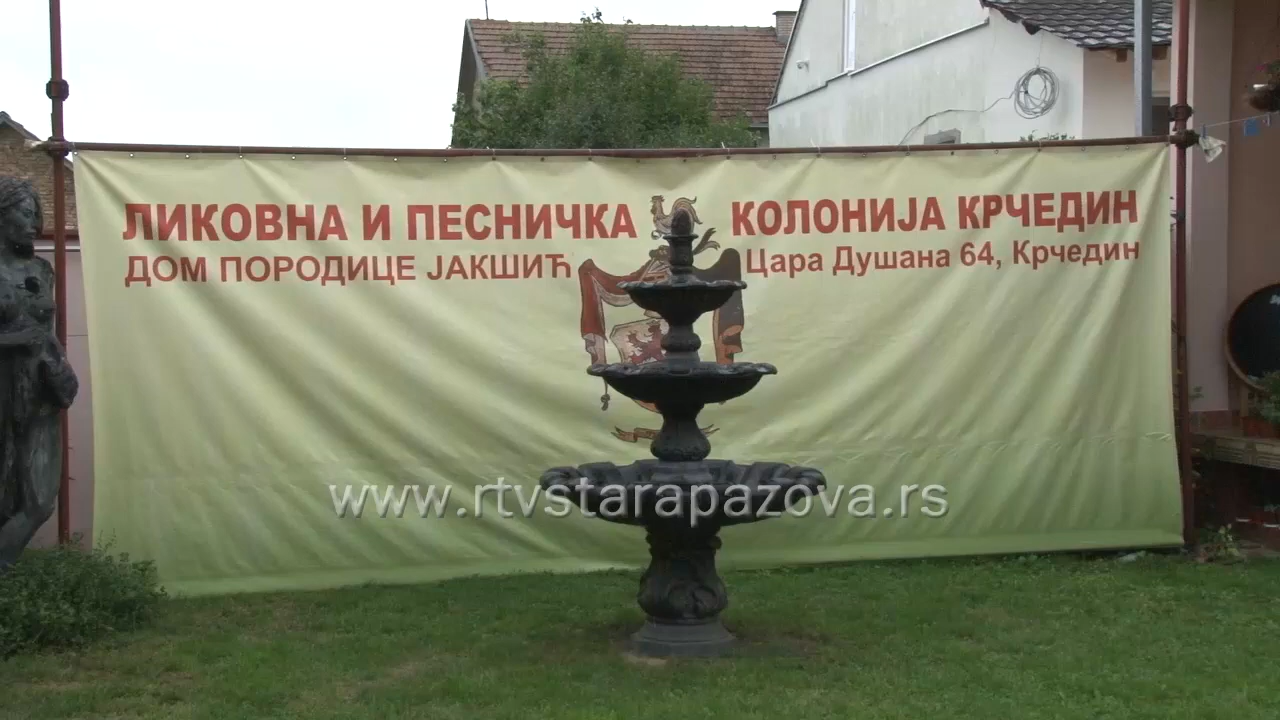 ЛИКОВНА И ПЕСНИЧКА КОЛОНИЈА КРЧЕДИН
ДОМ ПОРОДИЦЕ ЈАКШИЋ Цара Душана 64, Крчедин
www.rtvstarapazova.rs